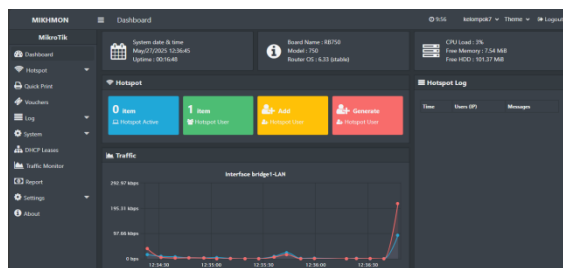 MIKHMON
Dashboard
9:56
kelompok7
Theme
Logout
MikroTik
Dashboard
Hotspot
Quick Print
Vouchers
Log
System
DHCP Leases
Traffic Monitor
Report
Settings
About
System date & time
May/27/2025 12:36:45
Uptime : 00:16:48
Board Name : RB750
Model : 750
Router OS : 6.33 (stable)
CPU Load : 3%
Free Memory : 7.54 MiB
Free HDD : 101.37 MiB
Hotspot
0 item
Hotspot Active
1 item
Hotspot User
Add
Hotspot User
Generate
Hotspot User
Hotspot Log
Time Users (IP) Messages
Traffic
Interface bridge1-LAN
292.97 kbps
195.31 kbps
97.66 kbps
0 bps
12:34:30 12:35:00 12:35:30 12:36:00 12:36:30